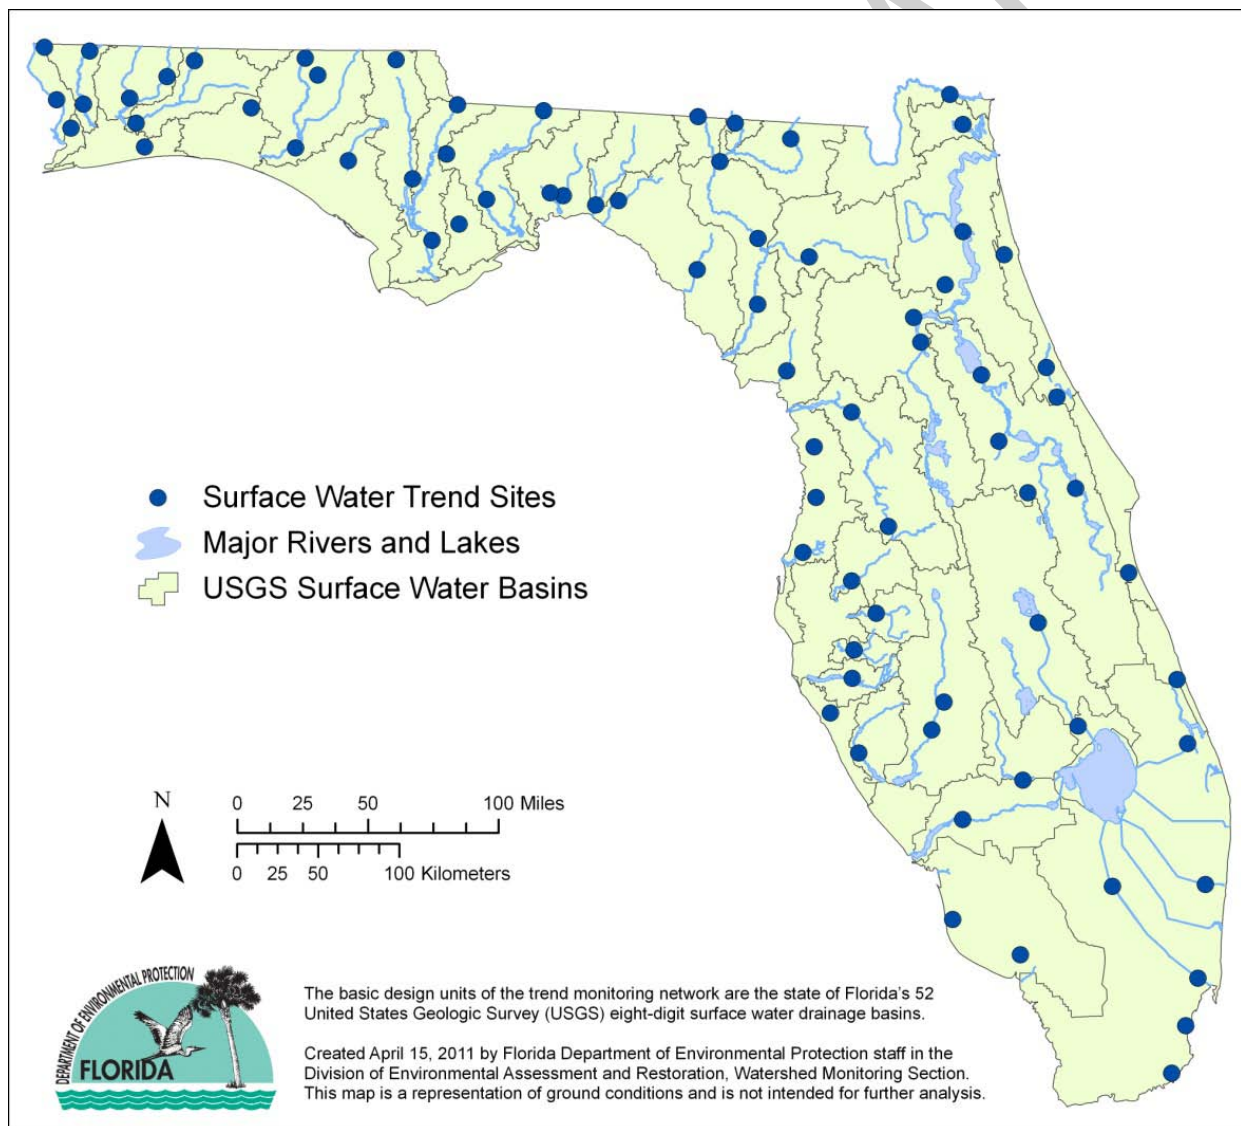 Surface Water Trend Sites
Major Rivers and Lakes
USGS Surface Water Basins
N
0 25 50 100 Miles
0 25 50 100 Kilometers
DEPARTMENT OF ENVIRONMENTAL PROTECTION
FLORIDA
The basic design units of the trend monitoring network are the state of Florida's 52
United States Geologic Survey (USGS) eight-digit surface water drainage basins.
Created April 15, 2011 by Florida Department of Environmental Protection staff in the
Division of Environmental Assessment and Restoration, Watershed Monitoring Section.
This map is a representation of ground conditions and is not intended for further analysis.